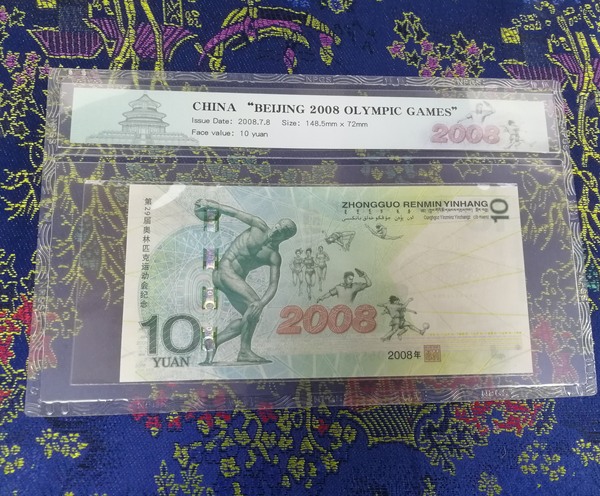 CHINA “BEIJING 2008 OLYMPIC GAMES”
Issue Date: 2008.7.8 Size: 148.5mm x 72mm
Face value: 10 yuan
2008
第29届奥林匹克运动会纪念
ZHONGGUO RENMIN YINHANG
10
2008
10
YUAN
2008年